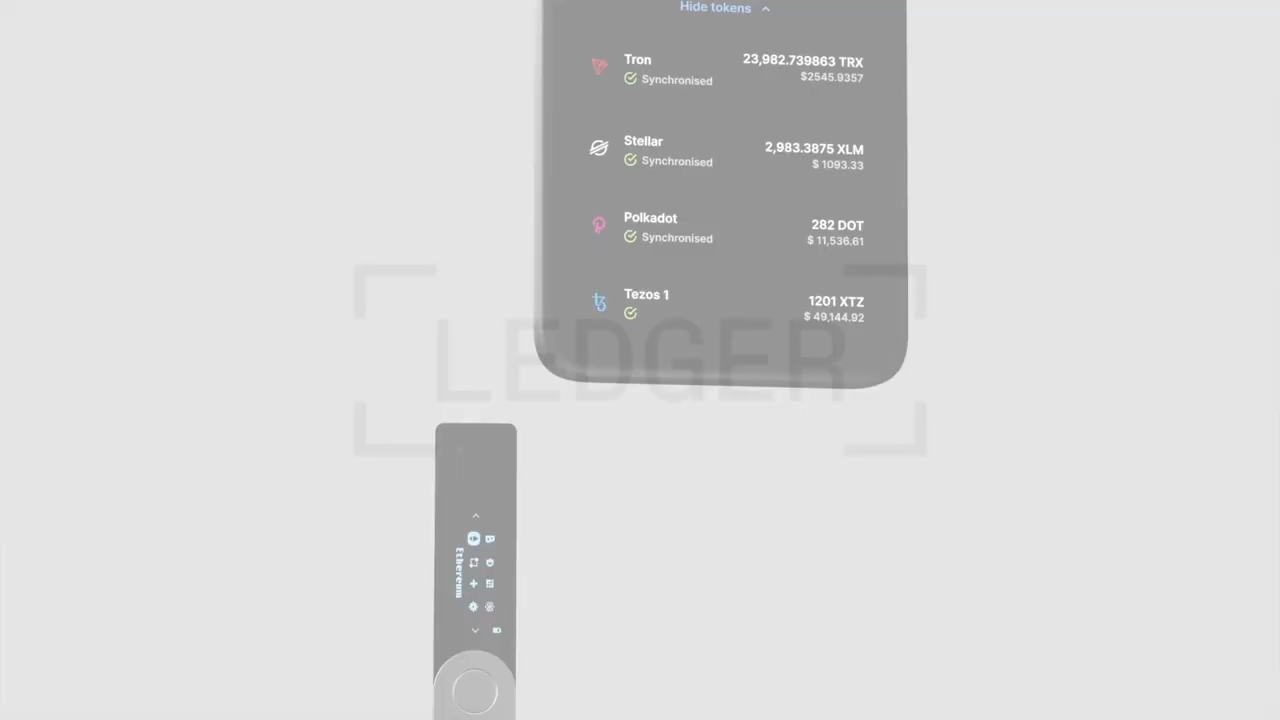 Hide tokens
Tron
23,982.739863 TRX
Synchronised
$2545.9357
Stellar
2,983.3875 XLM
Synchronised
$ 1093.33
Polkadot
282 DOT
Synchronised
$ 11,536.61
Tezos 1
1201 XTZ
$ 49,144.92
LEDGER
Ethereum